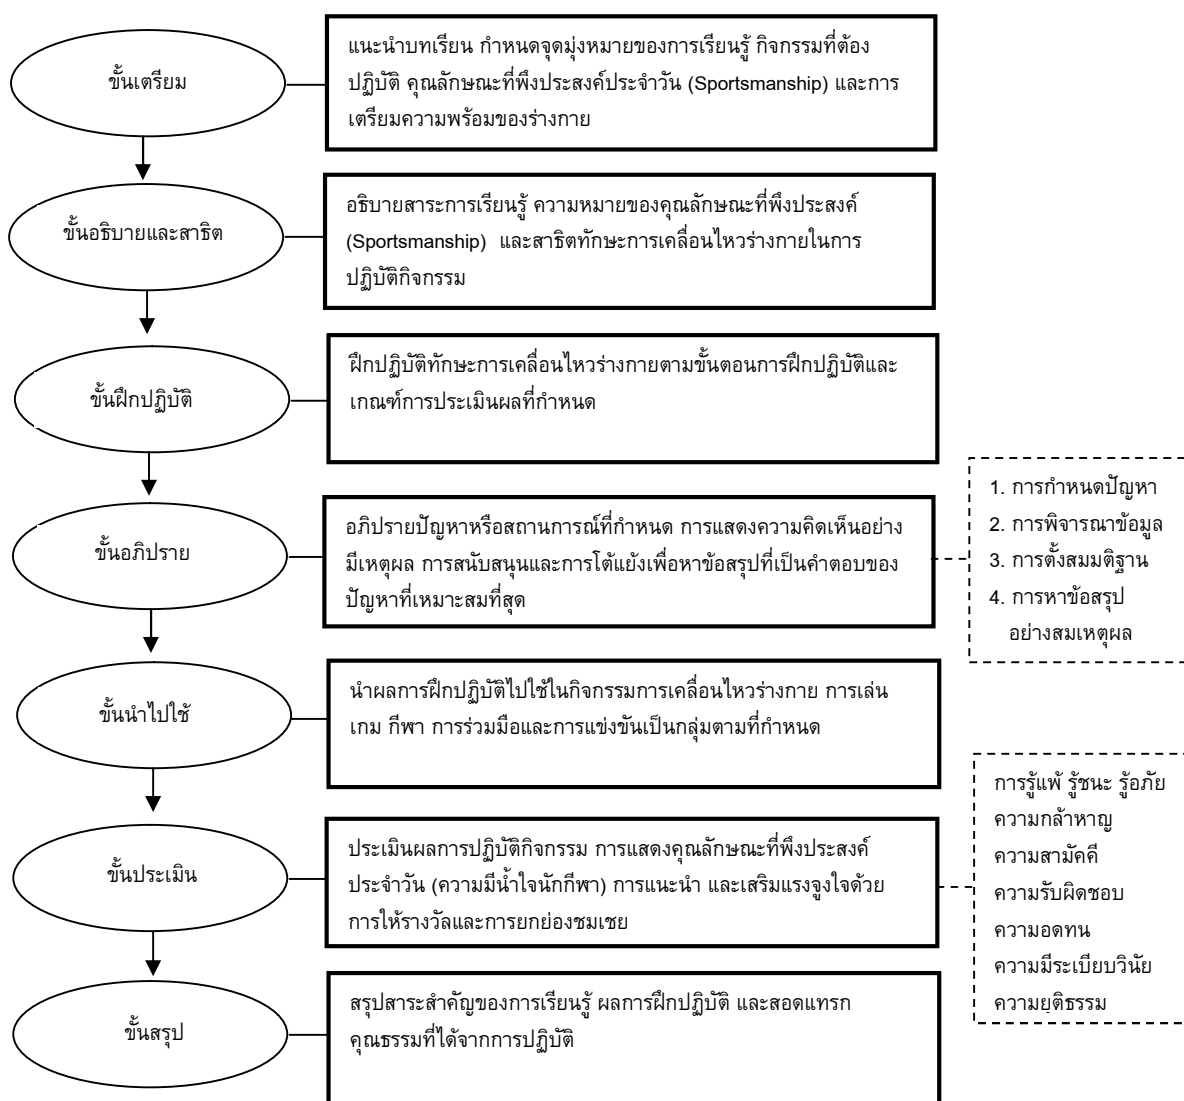 ขั้นเตรียม
แนะนำบทเรียน กำหนดจุดมุ่งหมายของการเรียนรู้ กิจกรรมที่ต้อง
ปฏิบัติ คุณลักษณะที่พึงประสงค์ประจำวัน (Sportsmanship) และการ
เตรียมความพร้อมของร่างกาย
ขั้นอธิบายและสาธิต
อธิบายสาระการเรียนรู้ ความหมายของคุณลักษณะที่พึงประสงค์
(Sportsmanship) และสาธิตทักษะการเคลื่อนไหวร่างกายในการ
ปฏิบัติกิจกรรม
ขั้นฝึกปฏิบัติ
ฝึกปฏิบัติทักษะการเคลื่อนไหวร่างกายตามขั้นตอนการฝึกปฏิบัติและ
เกณฑ์การประเมินผลที่กำหนด
ขั้นอภิปราย
อภิปรายปัญหาหรือสถานการณ์ที่กำหนด การแสดงความคิดเห็นอย่าง
มีเหตุผล การสนับสนุนและการโต้แย้งเพื่อหาข้อสรุปที่เป็นคำตอบของ
ปัญหาที่เหมาะสมที่สุด
1. การกำหนดปัญหา
2. การพิจารณาข้อมูล
3. การตั้งสมมติฐาน
4. การหาข้อสรุป
อย่างสมเหตุผล
ขั้นนำไปใช้
นำผลการฝึกปฏิบัติไปใช้ในกิจกรรมการเคลื่อนไหวร่างกาย การเล่น
เกม กีฬา การร่วมมือและการแข่งขันเป็นกลุ่มตามที่กำหนด
ขั้นประเมิน
ประเมินผลการปฏิบัติกิจกรรม การแสดงคุณลักษณะที่พึงประสงค์
ประจำวัน (ความมีน้ำใจนักกีฬา) การแนะนำ และเสริมแรงจูงใจด้วย
การให้รางวัลและการยกย่องชมเชย
การรู้แพ้ รู้ชนะ รู้อภัย
ความกล้าหาญ
ความสามัคคี
ความรับผิดชอบ
ความอดทน
ความมีระเบียบวินัย
ความยุติธรรม
ขั้นสรุป
สรุปสาระสำคัญของการเรียนรู้ ผลการฝึกปฏิบัติ และสอดแทรก
คุณธรรมที่ได้จากการปฏิบัติ